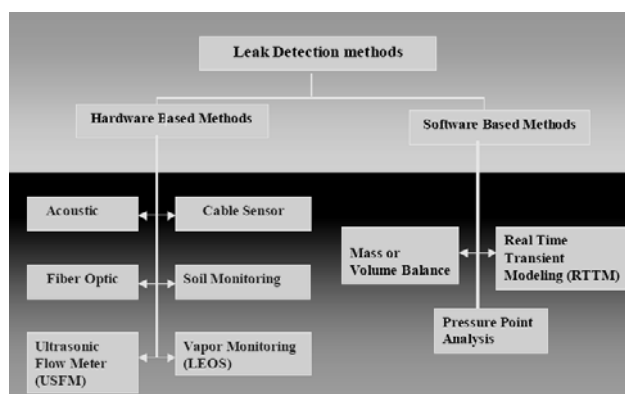 Leak Detection methods
Hardware Based Methods
Software Based Methods
Acoustic
Cable Sensor
Fiber Optic
Soil Monitoring
Ultrasonic
Flow Meter
(USFM)
Vapor Monitoring
(LEOS)
Mass or
Volume Balance
Real Time
Transient
Modeling (RTTM)
Pressure Point
Analysis